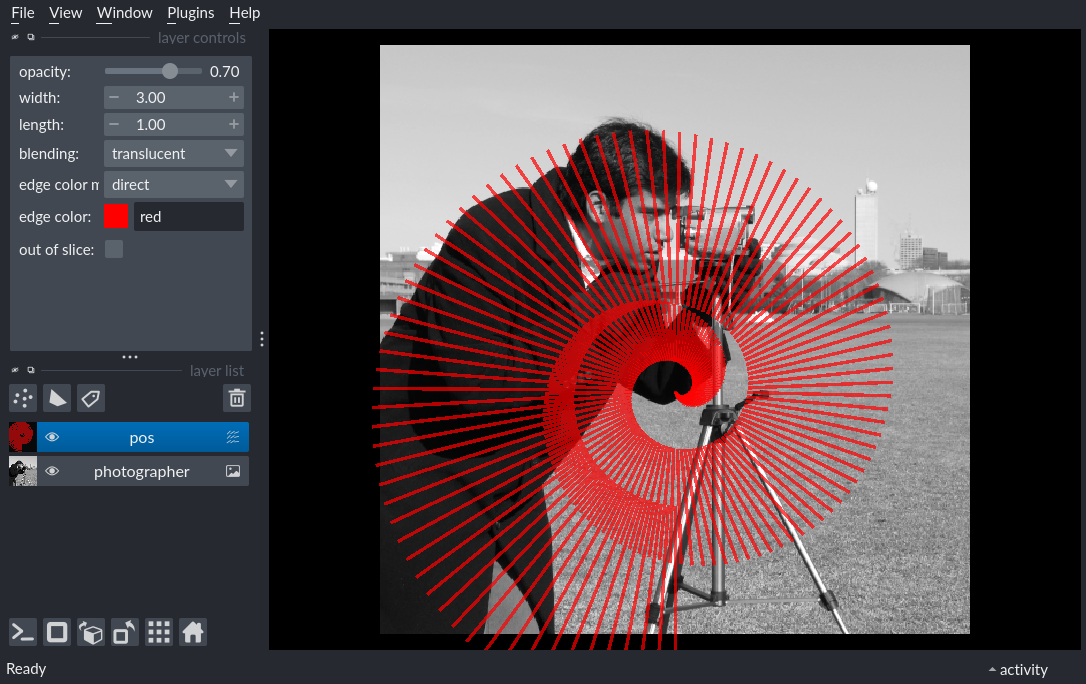 File View Window Plugins Help
layer controls
opacity: 0.70
width: − 3.00 +
length: − 1.00 +
blending: translucent
edge color m direct
edge color: red
out of slice:
layer list
pos
photographer
Ready
activity